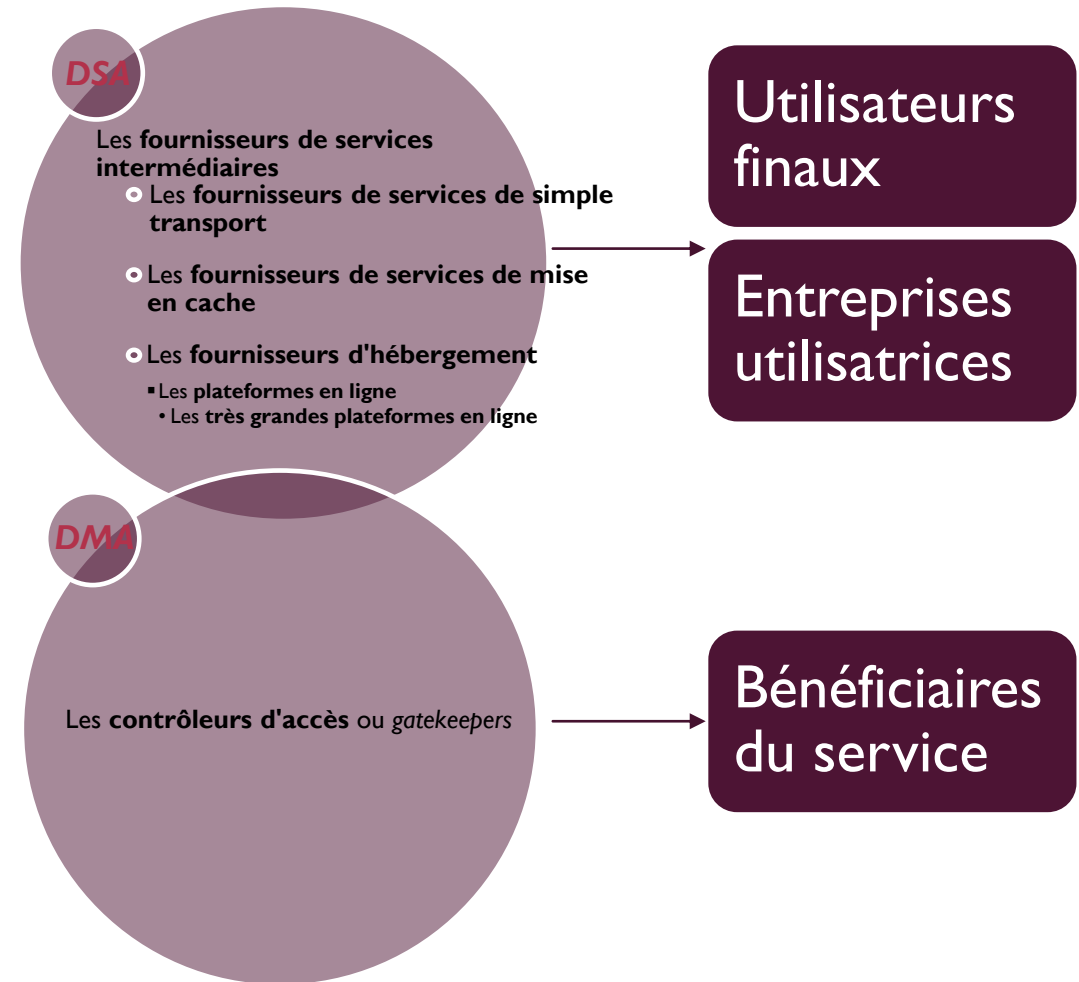 DSA
Les fournisseurs de services
intermédiaires
Les fournisseurs de services de simple
transport
Les fournisseurs de services de mise
en cache
Les fournisseurs d'hébergement
▪Les plateformes en ligne
• Les très grandes plateformes en ligne
Utilisateurs
finaux
Entreprises
utilisatrices
DMA
Les contrôleurs d'accès ou gatekeepers
Bénéficiaires
du service